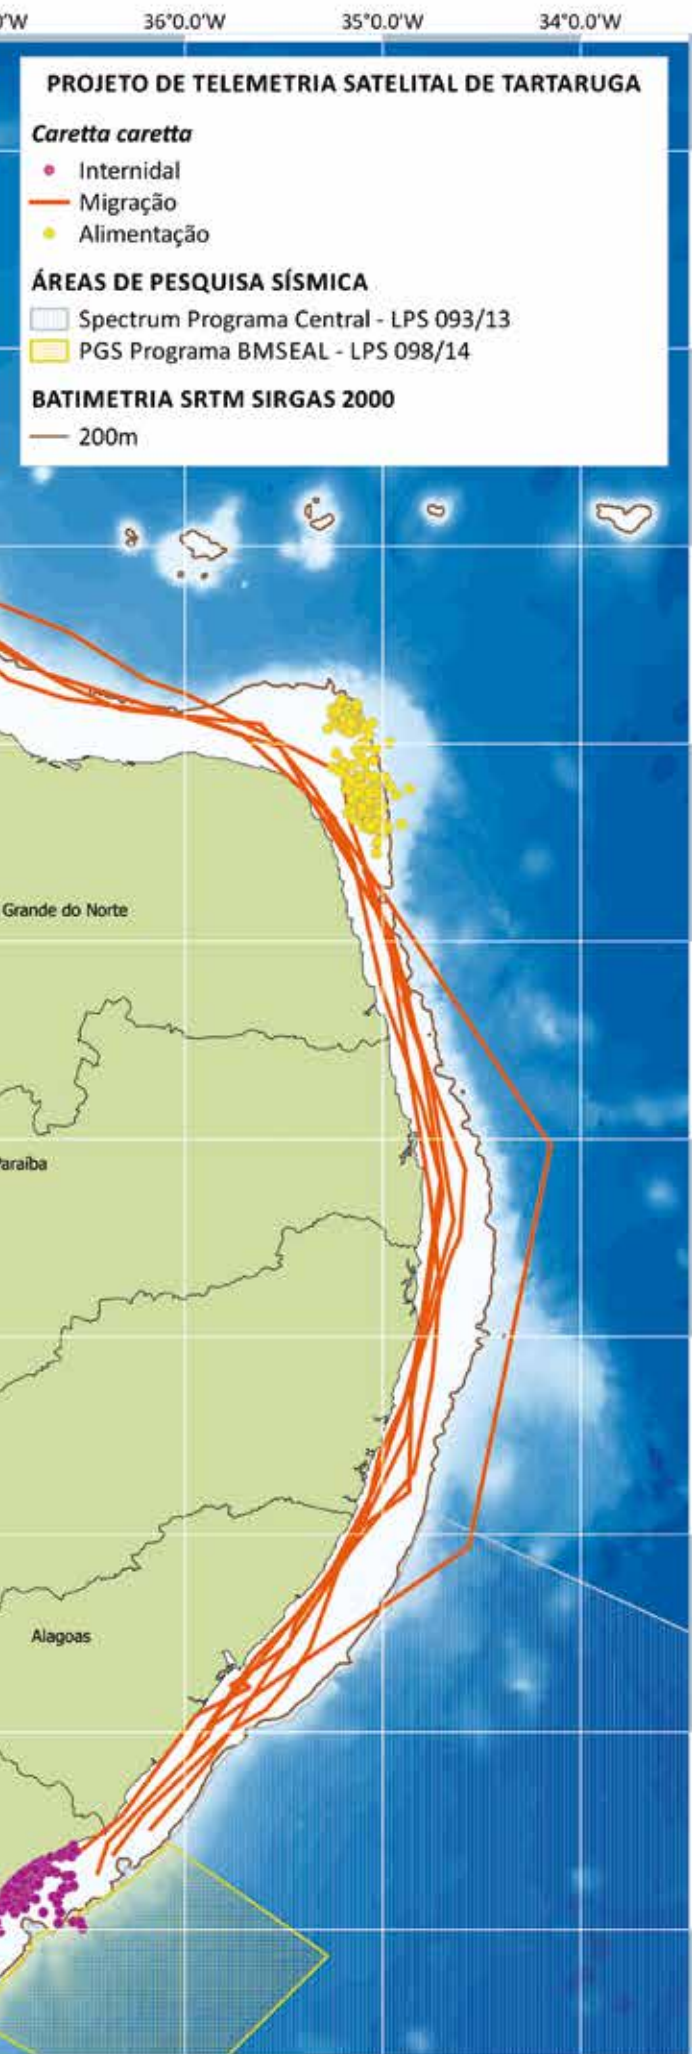 0'W 36°0.0'W 35°0.0'W 34°0.0'W
PROJETO DE TELEMETRIA SATELITAL DE TARTARUGA
Caretta caretta
Internidal
Migração
Alimentação
ÁREAS DE PESQUISA SÍSMICA
Spectrum Programa Central - LPS 093/13
PGS Programa BMSEAL - LPS 098/14
BATIMETRIA SRTM SIRGAS 2000
200m
Grande do Norte
araíba
Alagoas